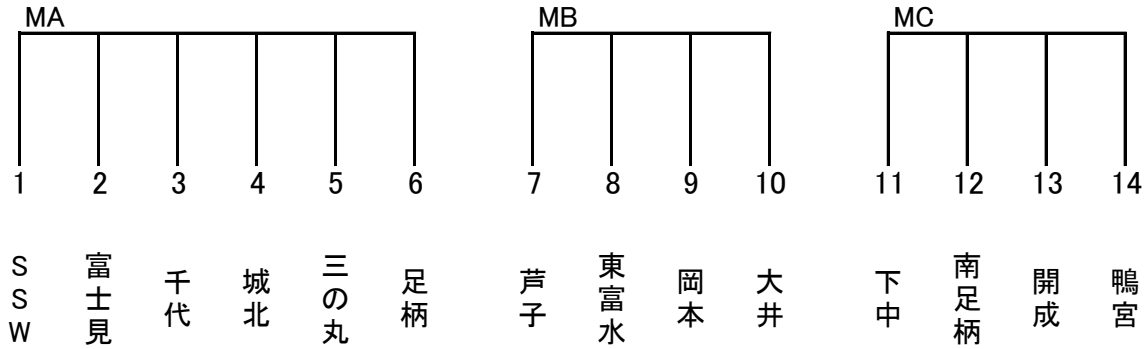 MA MB MC
1 2 3 4 5 6 7 8 9 10 11 12 13 14
SSW
富士見
千代
城北
三の丸
足柄
芦子
東富水
岡本
大井
下中
南足柄
開成
鴨宮